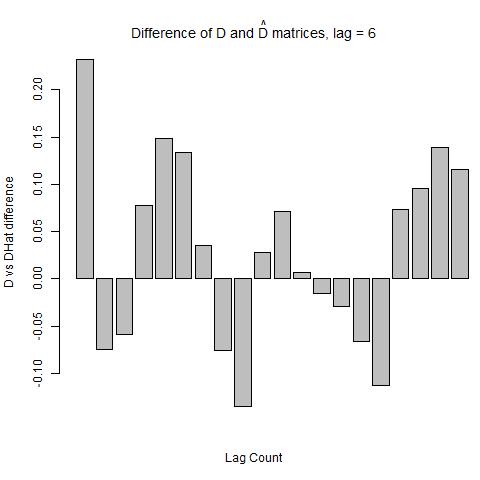 Difference of D and D̂ matrices, lag = 6
D vs DHat difference
0.20
0.15
0.10
0.05
0.00
-0.05
-0.10
Lag Count